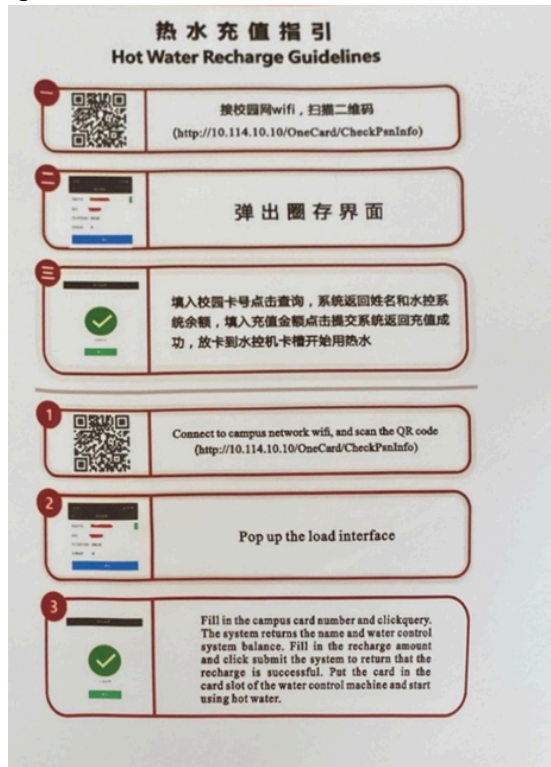 热水充值指引
Hot Water Recharge Guidelines
一
接校园网wifi，扫描二维码
(http://10.114.10.10/OneCard/CheckPsnInfo)
二
弹出圈存界面
三
填入校园卡号点击查询，系统返回姓名和水控系
统余额，填入充值金额点击提交系统返回充值成
功，放卡到水控机卡槽开始用热水
1
Connect to campus network wifi, and scan the QR code
(http://10.114.10.10/OneCard/CheckPsnInfo)
2
Pop up the load interface
3
Fill in the campus card number and clickquery.
The system returns the name and water control
system balance. Fill in the recharge amount
and click submit the system to return that the
recharge is successful. Put the card in the
card slot of the water control machine and start
using hot water.